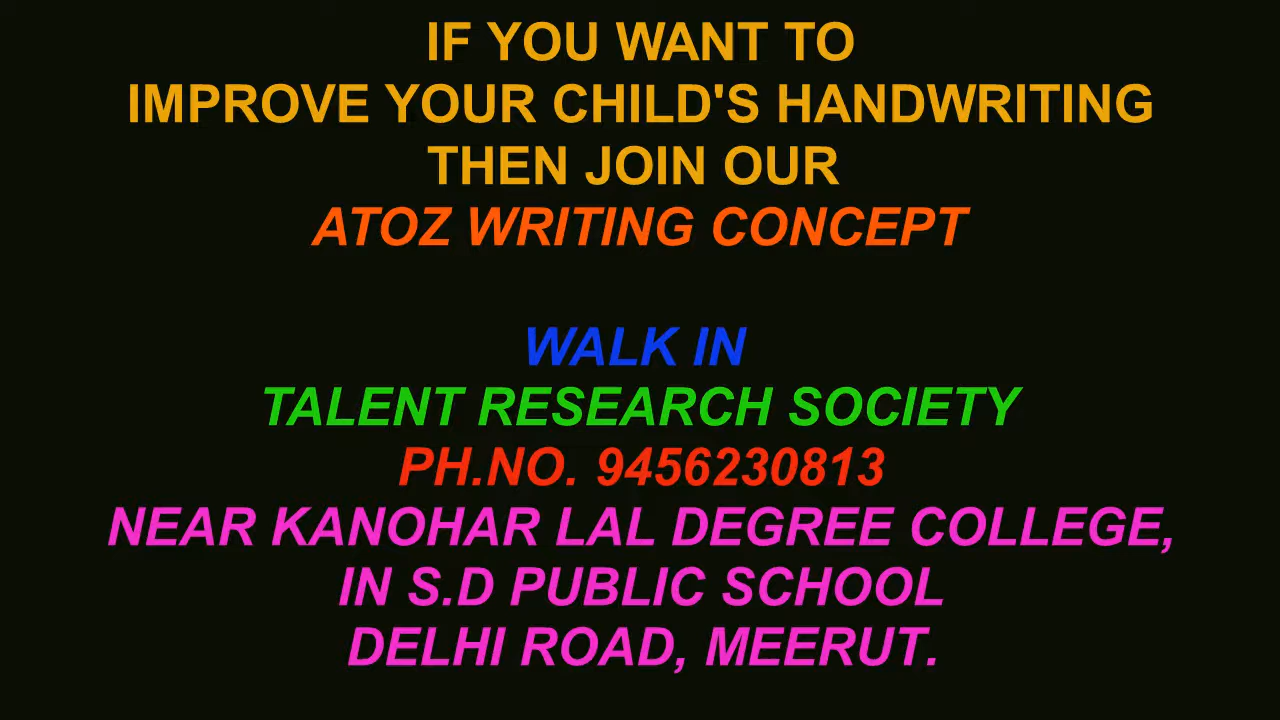 IF YOU WANT TO
IMPROVE YOUR CHILD'S HANDWRITING
THEN JOIN OUR
ATOZ WRITING CONCEPT
WALK IN
TALENT RESEARCH SOCIETY
PH.NO. 9456230813
NEAR KANOHAR LAL DEGREE COLLEGE,
IN S.D PUBLIC SCHOOL
DELHI ROAD, MEERUT.